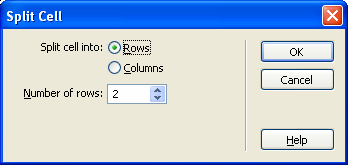 Split Cell
Split cell into: Rows
Columns
Number of rows: 2
OK
Cancel
Help